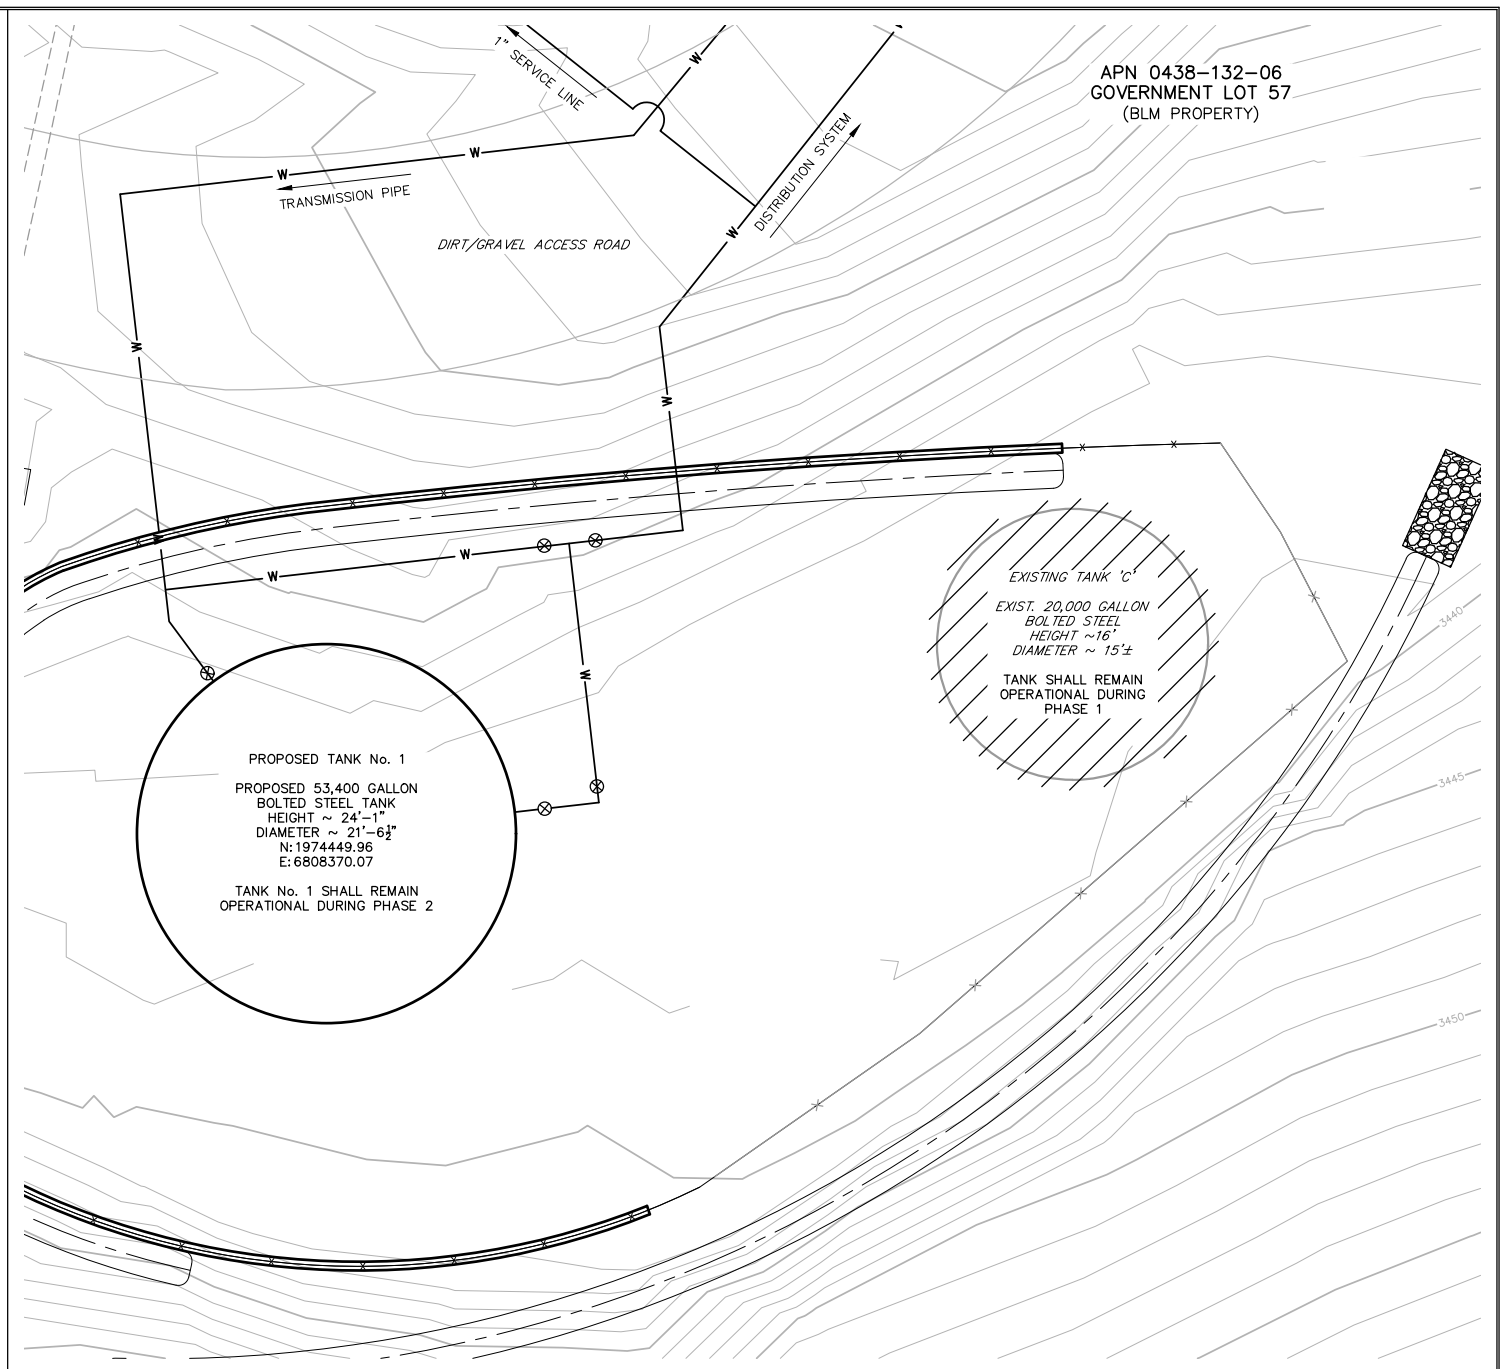 1" SERVICE LINE
W
APN 0438-132-06
GOVERNMENT LOT 57
(BLM PROPERTY)
W
W
TRANSMISSION PIPE
DISTRIBUTION SYSTEM
W
DIRT/GRAVEL ACCESS ROAD
W
W
W
W
W
W
EXISTING TANK 'C'
EXIST. 20,000 GALLON
BOLTED STEEL
HEIGHT ~16'
DIAMETER ~ 15'±
TANK SHALL REMAIN
OPERATIONAL DURING
PHASE 1
3440
3445
3450
PROPOSED TANK No. 1
PROPOSED 53,400 GALLON
BOLTED STEEL TANK
HEIGHT ~ 24'-1"
DIAMETER ~ 21'-6½"
N:1974449.96
E:6808370.07
TANK No. 1 SHALL REMAIN
OPERATIONAL DURING PHASE 2